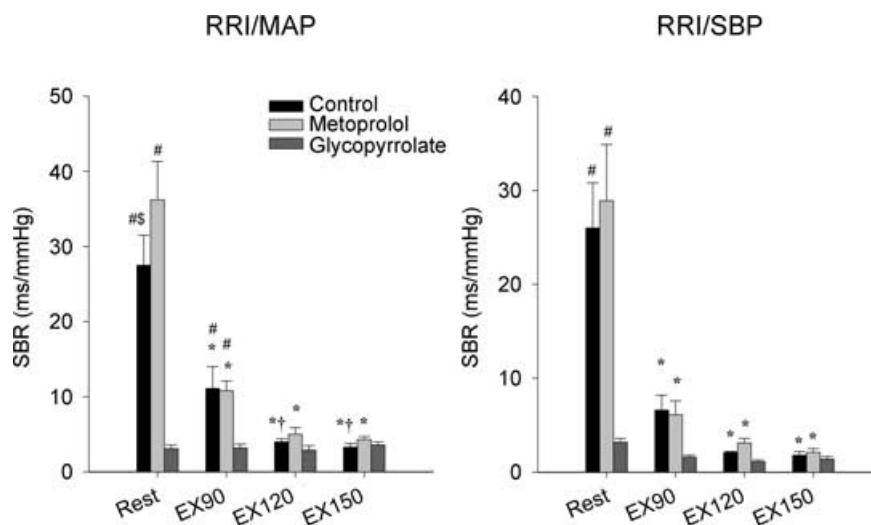 RRI/MAP
RRI/SBP
SBR (ms/mmHg)
50
40
30
20
10
0
Control
Metoprolol
Glycopyrrolate
#$
#
#
*
#
*
*†
*
*†
*
Rest
EX90
EX120
EX150
SBR (ms/mmHg)
40
30
20
10
0
#
#
*
*
*
*
*
*
Rest
EX90
EX120
EX150